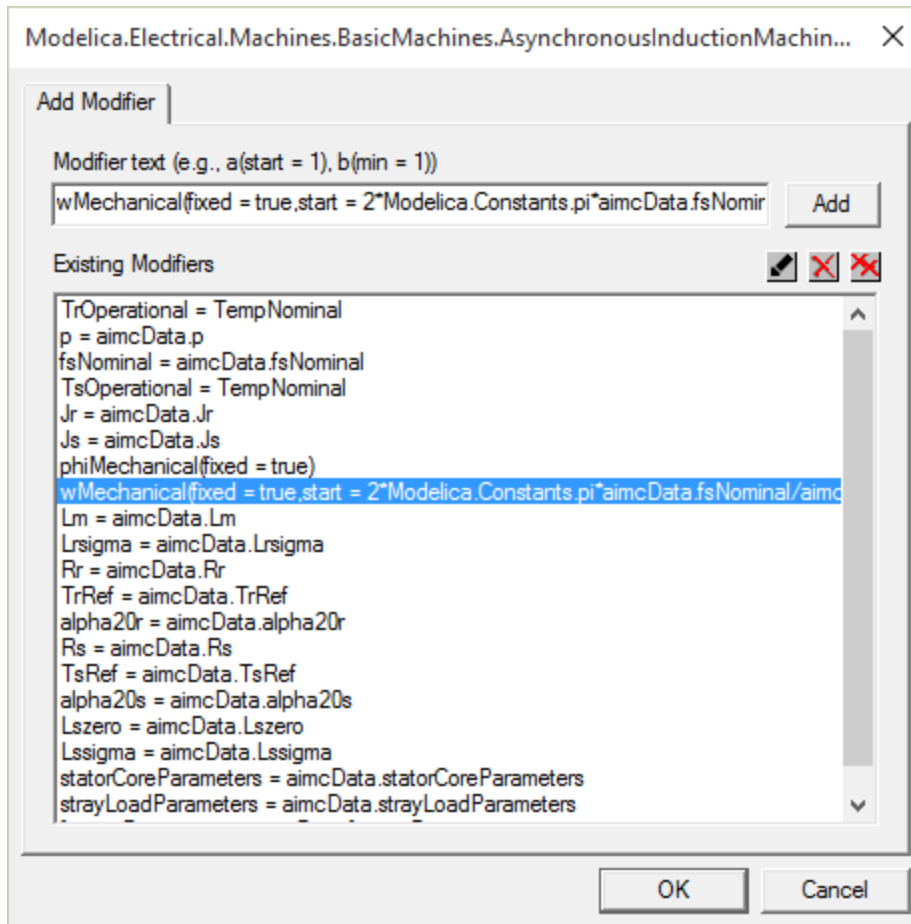 Modelica.Electrical.Machines.BasicMachines.AsynchronousInductionMachin...
Add Modifier
Modifier text (e.g., a(start = 1), b(min = 1))
wMechanical(fixed = true,start = 2*Modelica.Constants.pi*aimcData.fsNomir
Add
Existing Modifiers
TrOperational = TempNominal
p = aimcData.p
fsNominal = aimcData.fsNominal
TsOperational = TempNominal
Jr = aimcData.Jr
Js = aimcData.Js
phiMechanical(fixed = true)
wMechanical(fixed = true,start = 2*Modelica.Constants.pi*aimcData.fsNominal/aimc
Lm = aimcData.Lm
Lrsigma = aimcData.Lrsigma
Rr = aimcData.Rr
TrRef = aimcData.TrRef
alpha20r = aimcData.alpha20r
Rs = aimcData.Rs
TsRef = aimcData.TsRef
alpha20s = aimcData.alpha20s
Lszero = aimcData.Lszero
Lssigma = aimcData.Lssigma
statorCoreParameters = aimcData.statorCoreParameters
strayLoadParameters = aimcData.strayLoadParameters
OK
Cancel